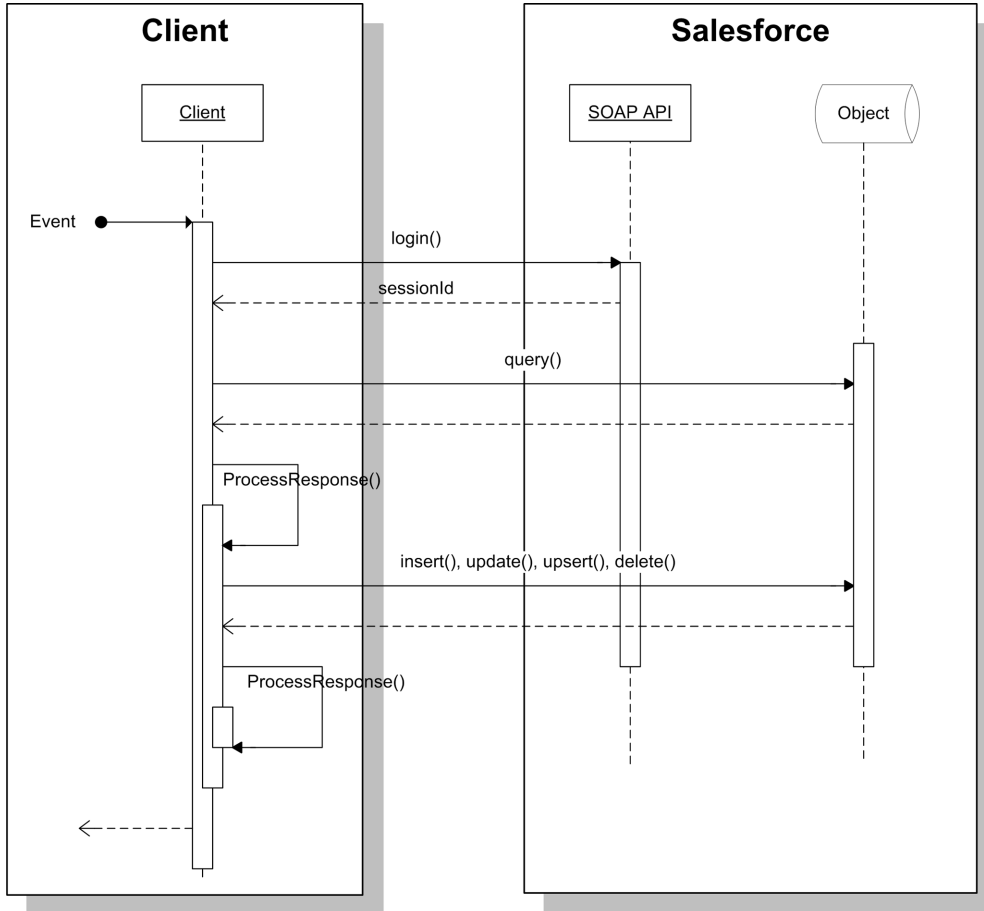 Client
Salesforce
Client
SOAP API
Object
Event
login()
sessionId
query()
ProcessResponse()
insert(), update(), upsert(), delete()
ProcessResponse()